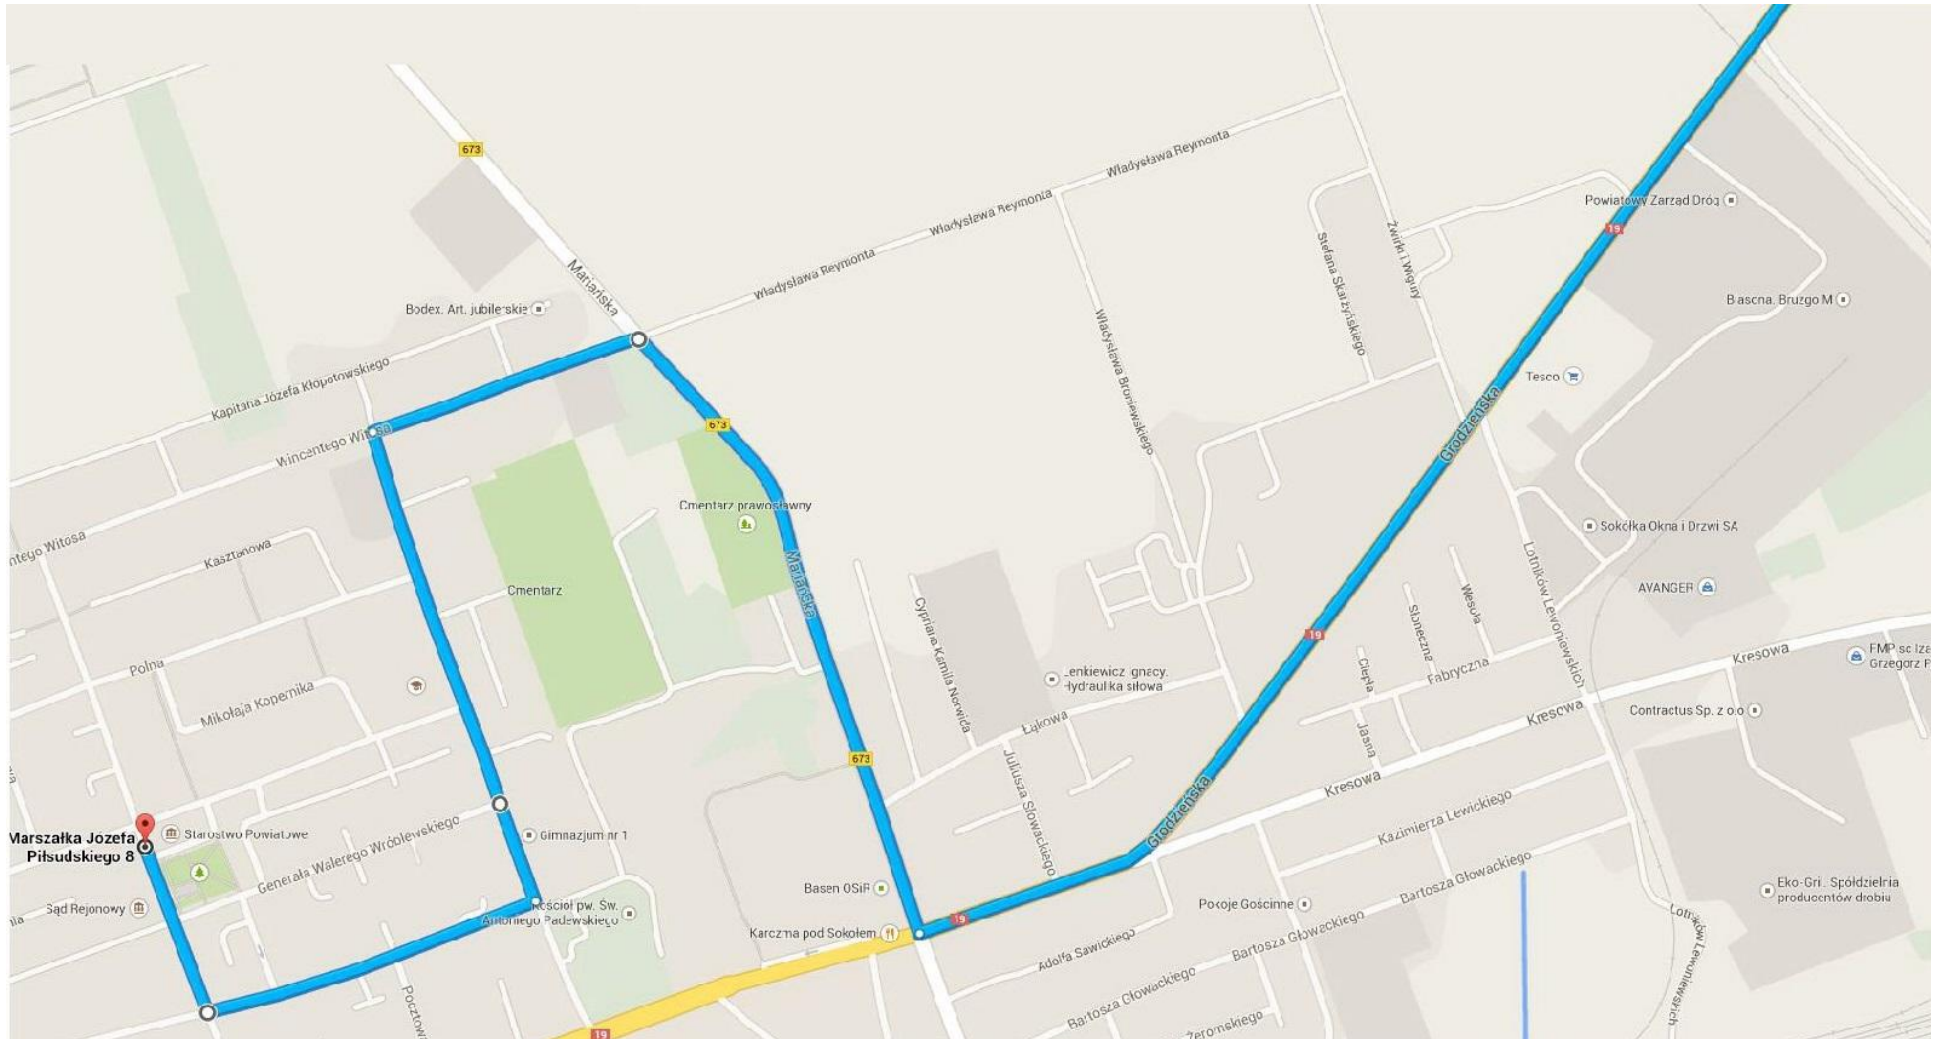 673
Władysława Reymonta
Powiatowy Zarząd Dróg
19
Stefana Skarżyńskiego
Żwirki i Wigury
Władysława Reymonta
Mariańska
Władysława Reymonta
Bodex. Art. jubilerskie
Władysława Broniewskiego
Kapitana Józefa Kłopotowskiego
Tesco
673
Wincentego Witosa
Grodzieńska
Cmentarz prawosławny
Sokółka Okna i Drzwi SA
ntego Witosa
Kasztanowa
Mariańska
Cmentarz
Cypriana Kamila Norwida
Lotników Lewoniewskich
AVANGER
Wesoła
Słoneczna
19
Polna
Kresowa
FMP sc Iza
Grzegorz P
Ciepła
Fabryczna
Mikołaja Kopernika
Łąkowa
Hydraulika siłowa
Kresowa
Contractus Sp. z o.o
Jasna
673
Juliusza Słowackiego
Kresowa
Grodzieńska
Kazimierza Lewickiego
Marszałka Józefa
Piłsudskiego 8
Starostwo Powiatowe
Generała Walerego Wróblewskiego
Gimnazjum nr 1
Basen OSiR
Bartosza Głowackiego
Eko-Gril. Spółdzielnia
producentów drobiu
Sąd Rejonowy
nia
Kościół pw. Św.
Antoniego Padewskiego
Pokoje Gościnne
19
Karczma pod Sokołem
Bartosza Głowackiego
Adolfa Sawickiego
Lotników Lewoniewskich
Pocztowa
Bartosza Głowackiego
Żeromskiego
19